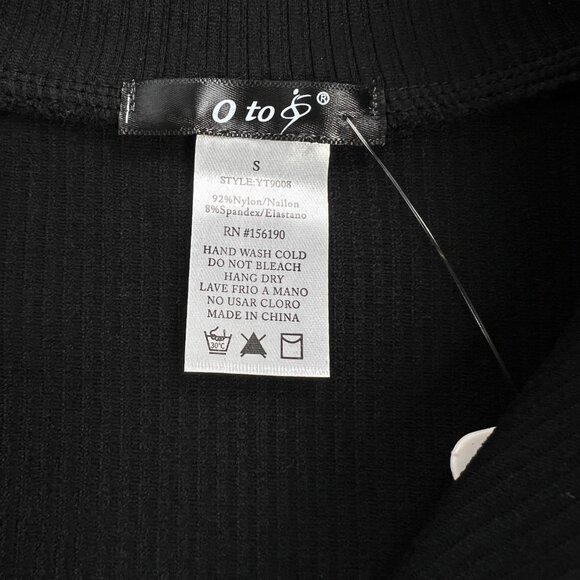 O to
®
S
STYLE:YT9008
92%Nylon/Nailon
8%Spandex/Elastano
RN #156190
HAND WASH COLD
DO NOT BLEACH
HANG DRY
LAVE FRIO A MANO
NO USAR CLORO
MADE IN CHINA
30°C